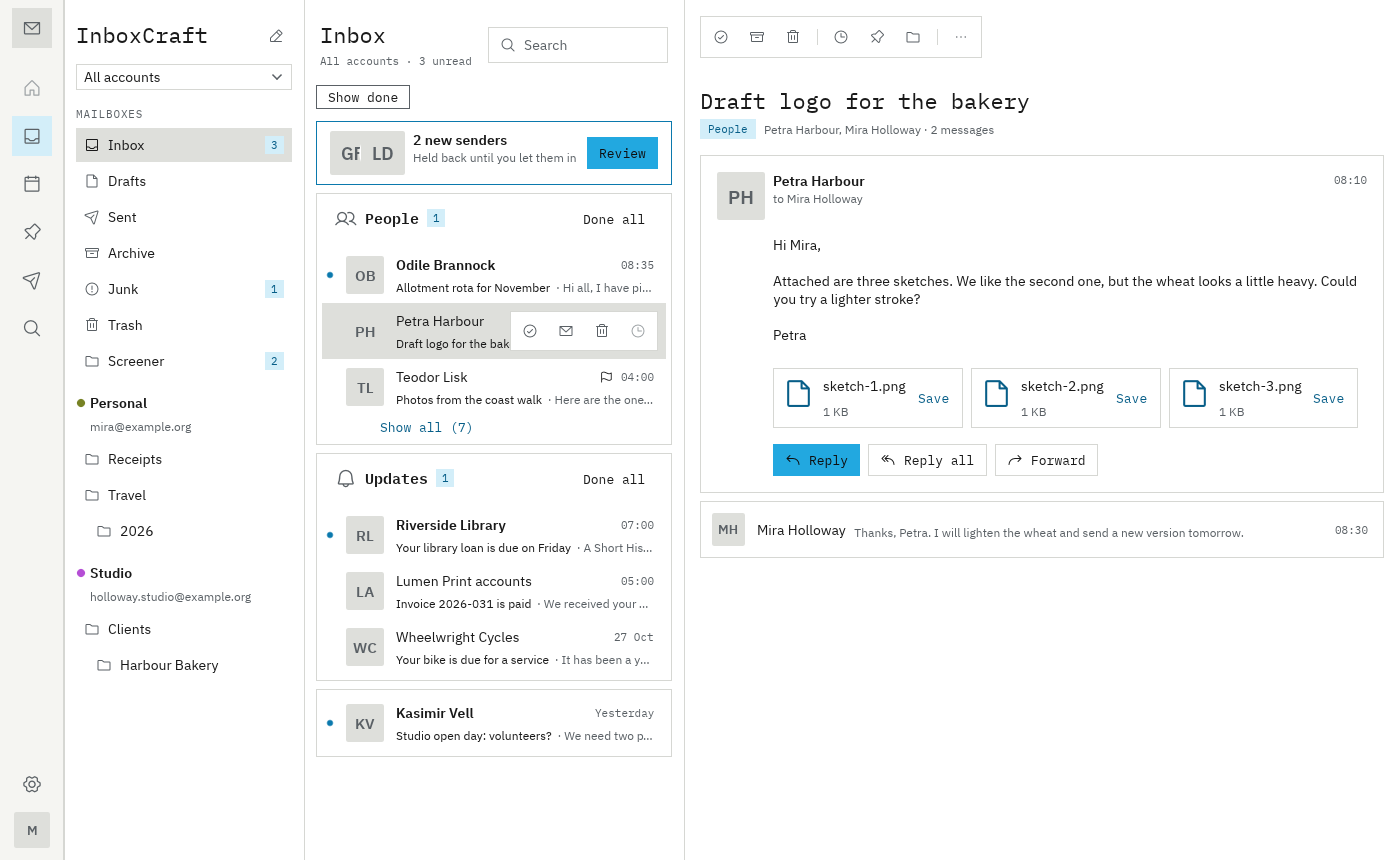 InboxCraft
All accounts
MAILBOXES
Inbox 3
Drafts
Sent
Archive
Junk 1
Trash
Screener 2
Personal
mira@example.org
Receipts
Travel
2026
Studio
holloway.studio@example.org
Clients
Harbour Bakery
M
Inbox
All accounts · 3 unread
Search
Show done
LD
2 new senders
Held back until you let them in
Review
People 1 Done all
OB
Odile Brannock 08:35
Allotment rota for November · Hi all, I have pi...
PH
Petra Harbour
Draft logo for the bak
TL
Teodor Lisk 04:00
Photos from the coast walk · Here are the one...
Show all (7)
Updates 1 Done all
RL
Riverside Library 07:00
Your library loan is due on Friday · A Short His...
LA
Lumen Print accounts 05:00
Invoice 2026-031 is paid · We received your ...
WC
Wheelwright Cycles 27 Oct
Your bike is due for a service · It has been a y...
KV
Kasimir Vell Yesterday
Studio open day: volunteers? · We need two p...
Draft logo for the bakery
People Petra Harbour, Mira Holloway · 2 messages
PH
Petra Harbour 08:10
to Mira Holloway
Hi Mira,
Attached are three sketches. We like the second one, but the wheat looks a little heavy. Could
you try a lighter stroke?
Petra
sketch-1.png
1 KB
Save
sketch-2.png
1 KB
Save
sketch-3.png
1 KB
Save
Reply Reply all Forward
MH Mira Holloway Thanks, Petra. I will lighten the wheat and send a new version tomorrow. 08:30